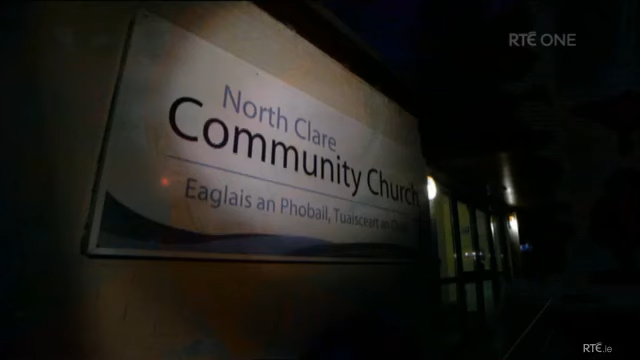 RTÉ ONE
North Clare
Community Church
Eaglais an Phobail, Tuaisceart an
RTÉ.ie